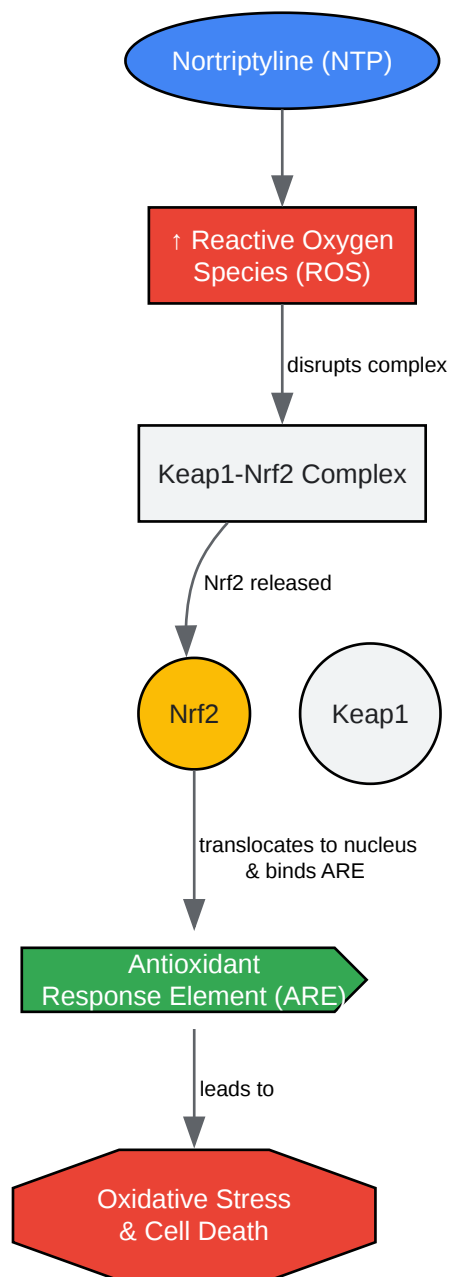 Nortriptyline (NTP)
↑ Reactive Oxygen
Species (ROS)
disrupts complex
Keap1-Nrf2 Complex
Nrf2 released
Nrf2
Keap1
translocates to nucleus
& binds ARE
Antioxidant
Response Element (ARE)
leads to
Oxidative Stress
& Cell Death